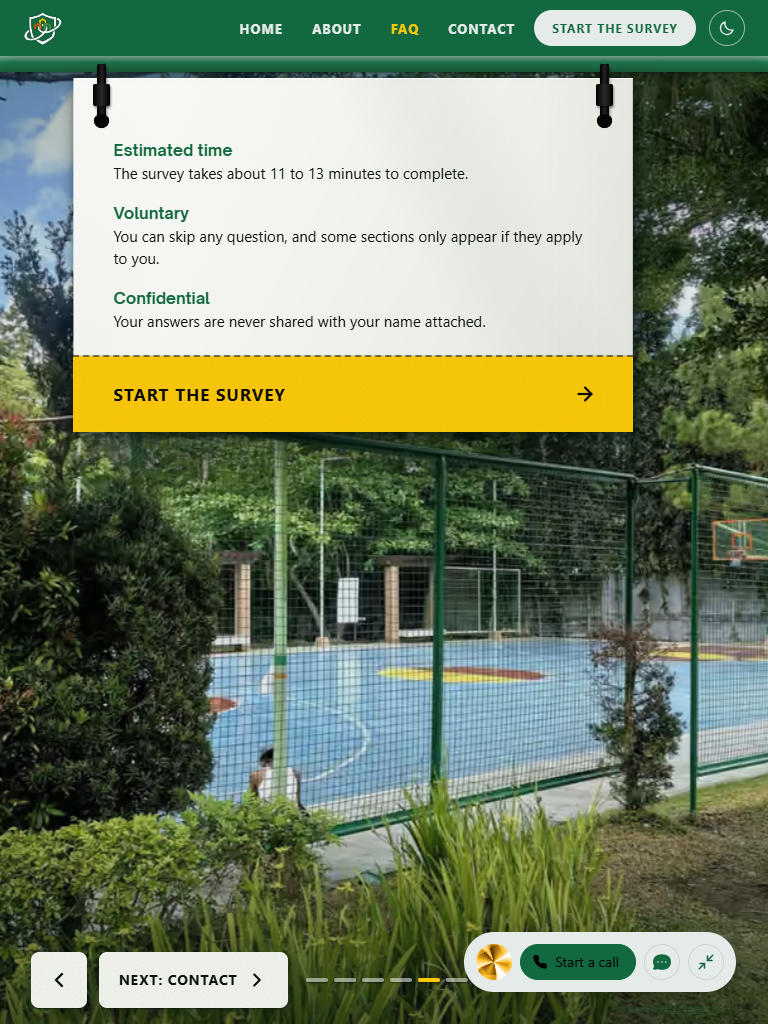 HOME
ABOUT
FAQ
CONTACT
START THE SURVEY
Estimated time
The survey takes about 11 to 13 minutes to complete.
Voluntary
You can skip any question, and some sections only appear if they apply
to you.
Confidential
Your answers are never shared with your name attached.
START THE SURVEY
Start a call
NEXT: CONTACT